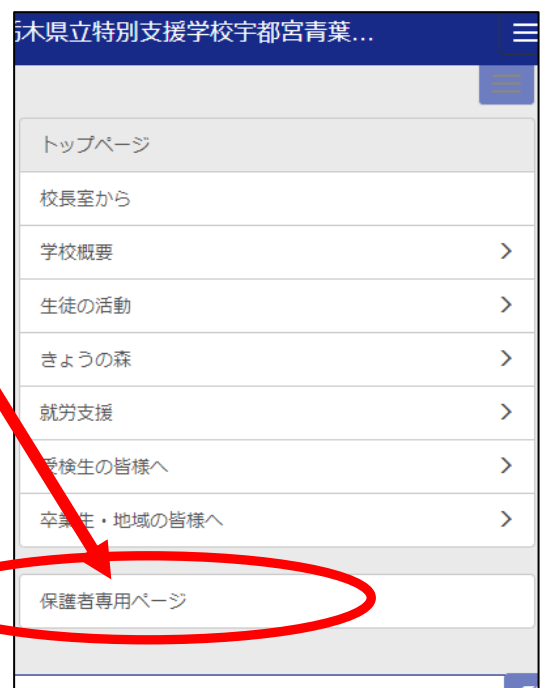 木県立特別支援学校宇都宮青葉...
トップページ
校長室から
学校概要
生徒の活動
きょうの森
就労支援
受検生の皆様へ
卒業生・地域の皆様へ
保護者専用ページ